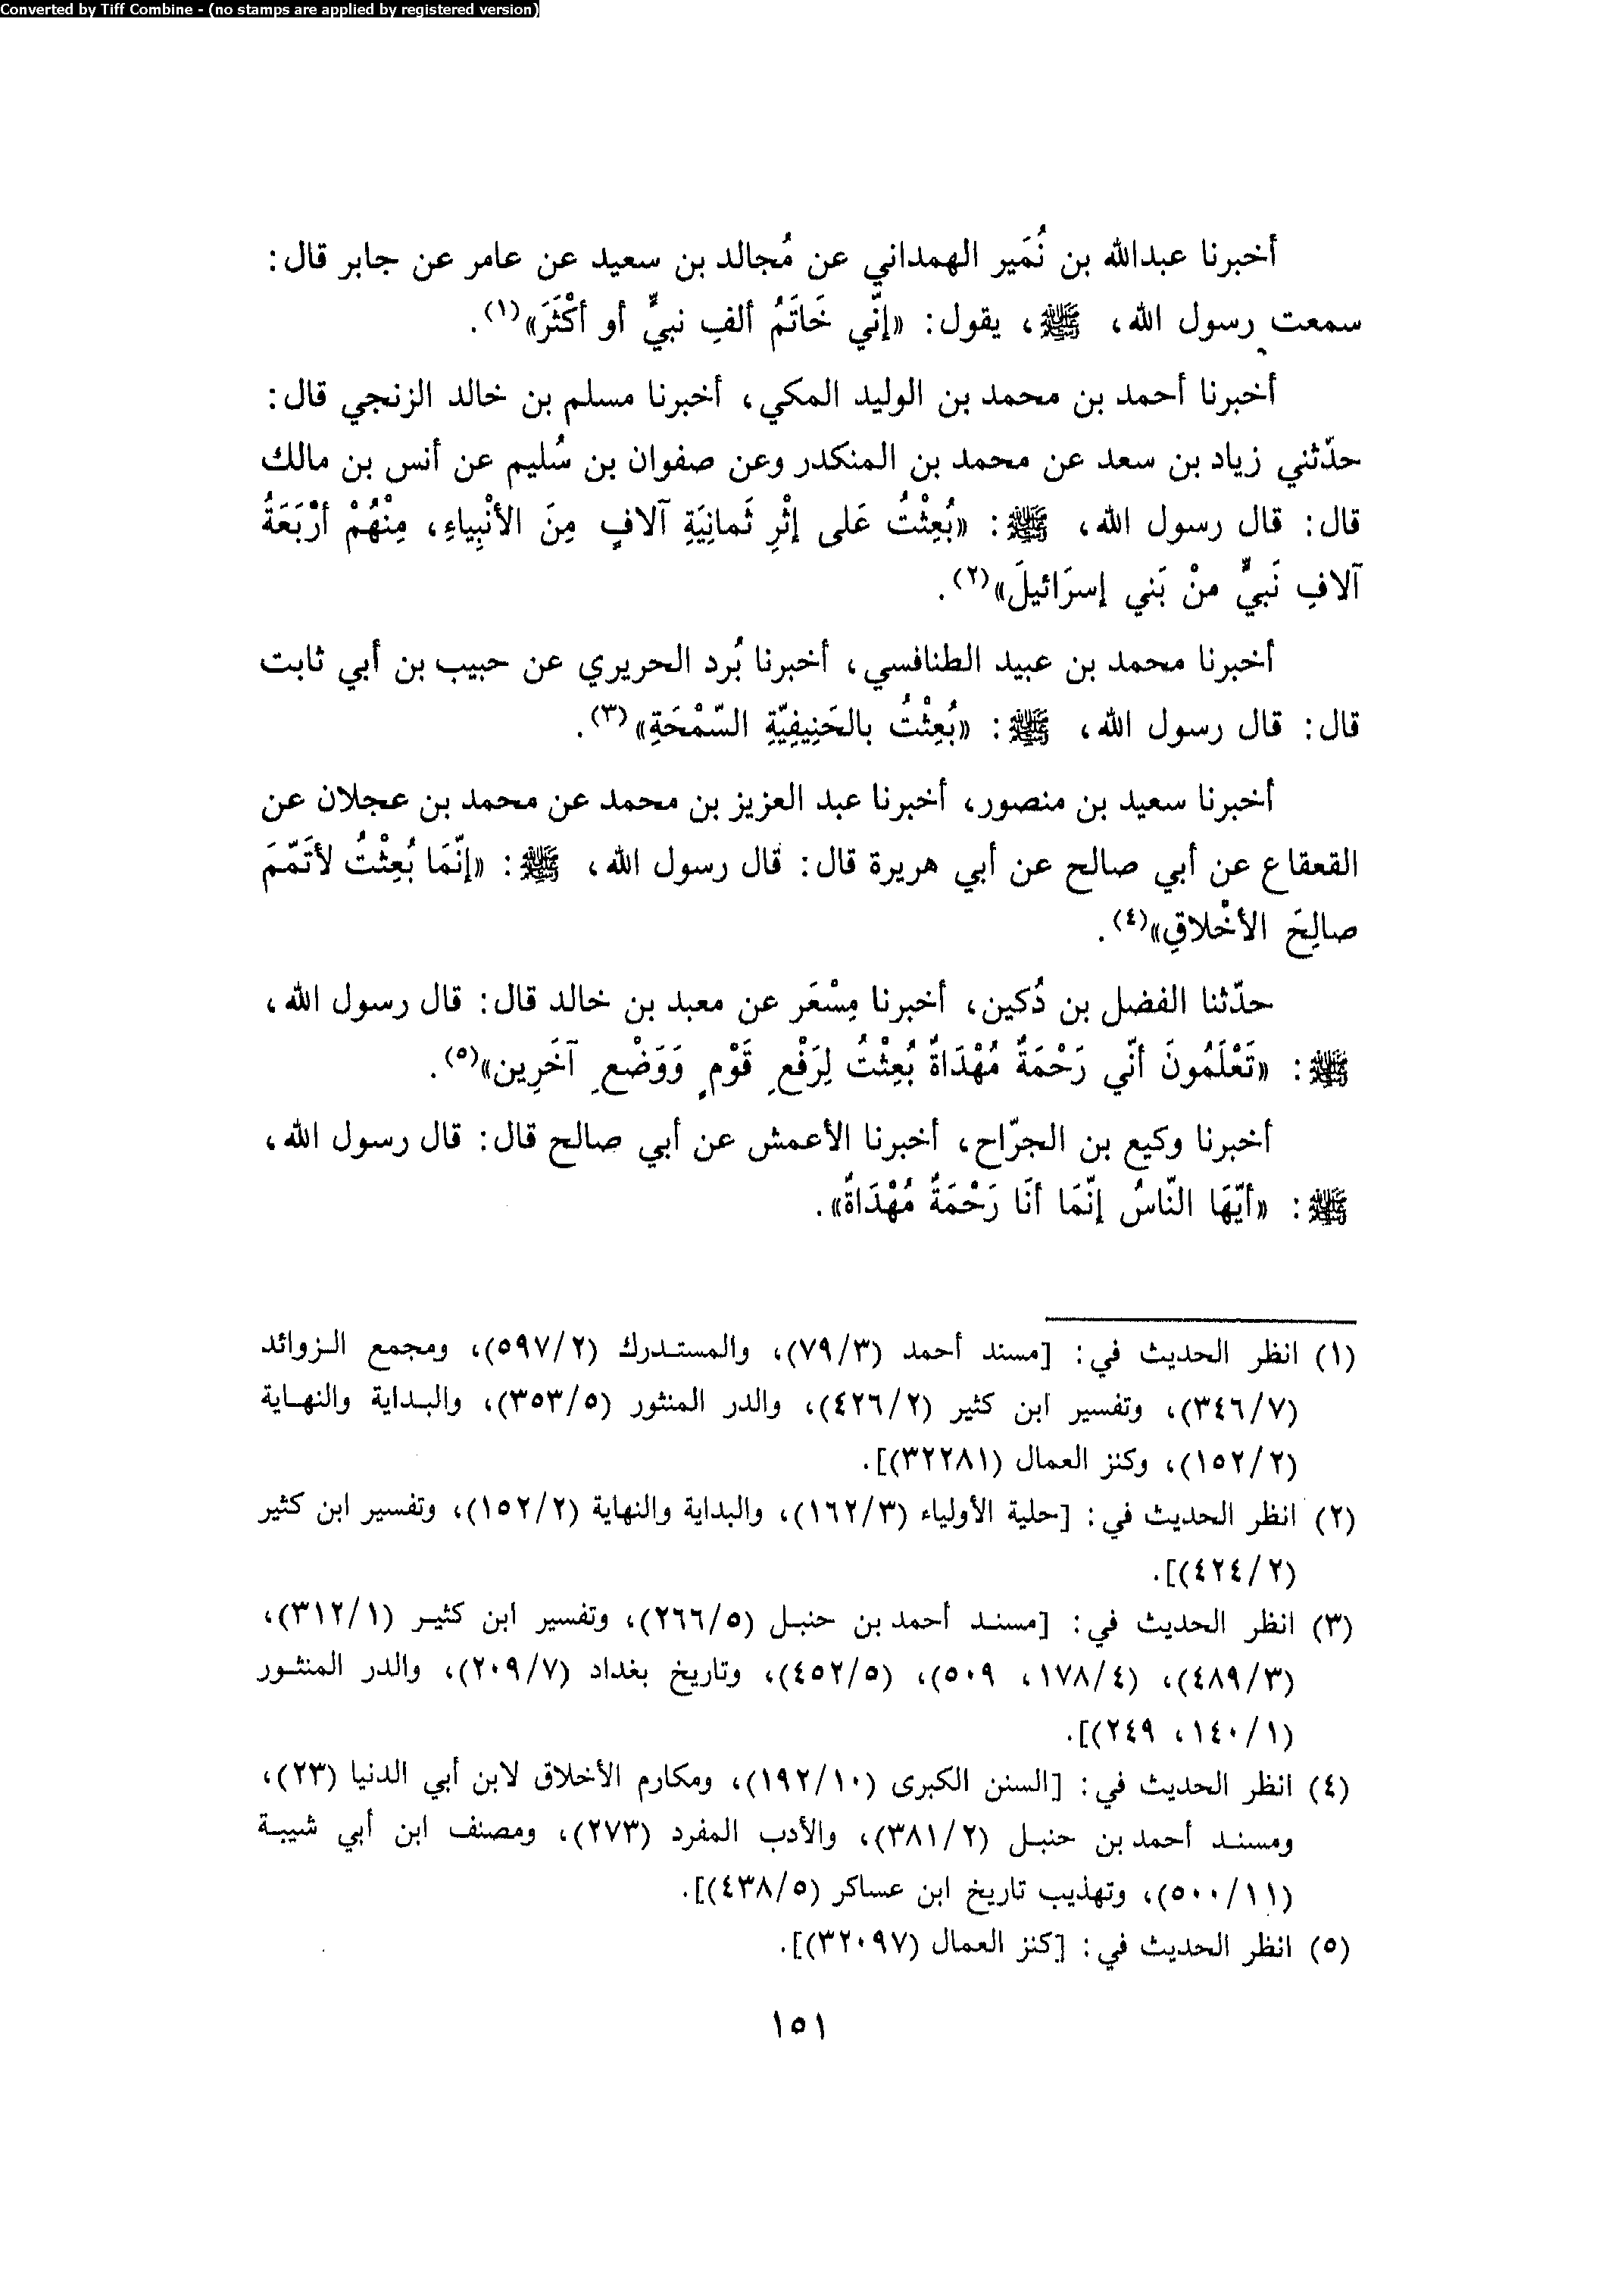 Converted by Tiff Combine - (no stamps are applied by registered version)
أخبرنا عبدالله بن نُمَير الهمداني عن مُجالد بن سعيد عن عامر عن جابر قال:
سمعت رسول الله، ﷺ، يقول: «إنّي خَاتَمُ ألفِ نبيٍّ أو أكْثَرَ»(١).
أخبرنا أحمد بن محمد بن الوليد المكي، أخبرنا مسلم بن خالد الزنجي قال:
حدّثني زياد بن سعد عن محمد بن المنكدر وعن صفوان بن سُليم عن أنس بن مالك
قال: قال رسول الله، ﷺ: «بُعِثْتُ عَلى إثْرِ ثَمانِيَةِ آلافٍ مِنَ الأنْبِياءِ، مِنْهُمْ أرْبَعَةُ
آلافِ نَبيٍّ منْ بَني إسرَائيلَ»(٢).
أخبرنا محمد بن عبيد الطنافسي، أخبرنا بُرد الحريري عن حبيب بن أبي ثابت
قال: قال رسول الله، ﷺ: «بُعِثْتُ بالحَنِيفِيّةِ السّمْحَةِ»(٣).
أخبرنا سعيد بن منصور، أخبرنا عبد العزيز بن محمد عن محمد بن عجلان عن
القعقاع عن أبي صالح عن أبي هريرة قال: قال رسول الله، ﷺ: «إنّمَا بُعِثْتُ لأتَمّمَ
صالِحَ الأخْلاقِ»(٤).
حدّثنا الفضل بن دُكين، أخبرنا مِسْعَر عن معبد بن خالد قال: قال رسول الله،
ﷺ: «تَعْلَمُونَ أنّي رَحْمَةٌ مُهْدَاةٌ بُعِثْتُ لِرَفْعِ قَوْمٍ وَوَضْعِ آخَرِين»(٥).
أخبرنا وكيع بن الجرّاح، أخبرنا الأعمش عن أبي صالح قال: قال رسول الله،
ﷺ: «أيّهَا النّاسُ إنّمَا أنَا رَحْمَةٌ مُهْدَاةٌ».
(١) انظر الحديث في: [مسند أحمد (٧٩/٣)، والمستدرك (٥٩٧/٢)، ومجمع الزوائد
(٣٤٦/٧)، وتفسير ابن كثير (٤٢٦/٢)، والدر المنثور (٣٥٣/٥)، والبداية والنهاية
(١٥٢/٢)، وكنز العمال (٣٢٢٨١)].
(٢) انظر الحديث في: [حلية الأولياء (١٦٢/٣)، والبداية والنهاية (١٥٢/٢)، وتفسير ابن كثير
(٤٢٤/٢)].
(٣) انظر الحديث في: [مسند أحمد بن حنبل (٢٦٦/٥)، وتفسير ابن كثير (٣١٢/١)،
(٤٨٩/٣)، (١٧٨/٤، ٥٠٩)، (٤٥٢/٥)، وتاريخ بغداد (٢٠٩/٧)، والدر المنثور
(١٤٠/١، ٢٤٩)].
(٤) انظر الحديث في: [السنن الكبرى (١٩٢/١٠)، ومكارم الأخلاق لابن أبي الدنيا (٢٣)،
ومسند أحمد بن حنبل (٣٨١/٢)، والأدب المفرد (٢٧٣)، ومصنف ابن أبي شيبة
(٥٠٠/١١)، وتهذيب تاريخ ابن عساكر (٤٣٨/٥)].
(٥) انظر الحديث في: [كنز العمال (٣٢٠٩٧)].
١٥١